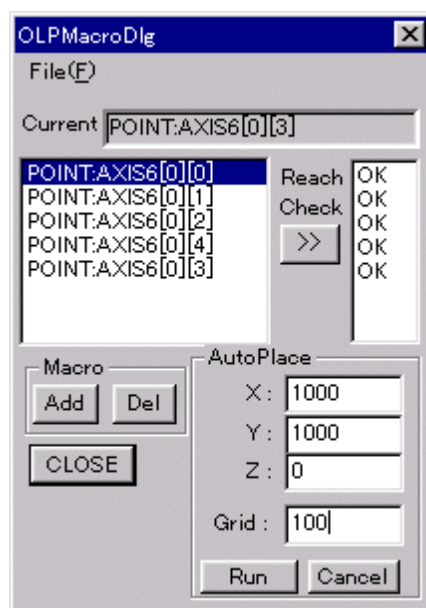 OLPMacroDlg
File(F)
Current POINT:AXIS6[0][3]
POINT:AXIS6[0][0]
POINT:AXIS6[0][1]
POINT:AXIS6[0][2]
POINT:AXIS6[0][4]
POINT:AXIS6[0][3]
Reach
Check
>>
OK
OK
OK
OK
OK
Macro
Add Del
CLOSE
AutoPlace
X : 1000
Y : 1000
Z : 0
Grid : 100
Run Cancel